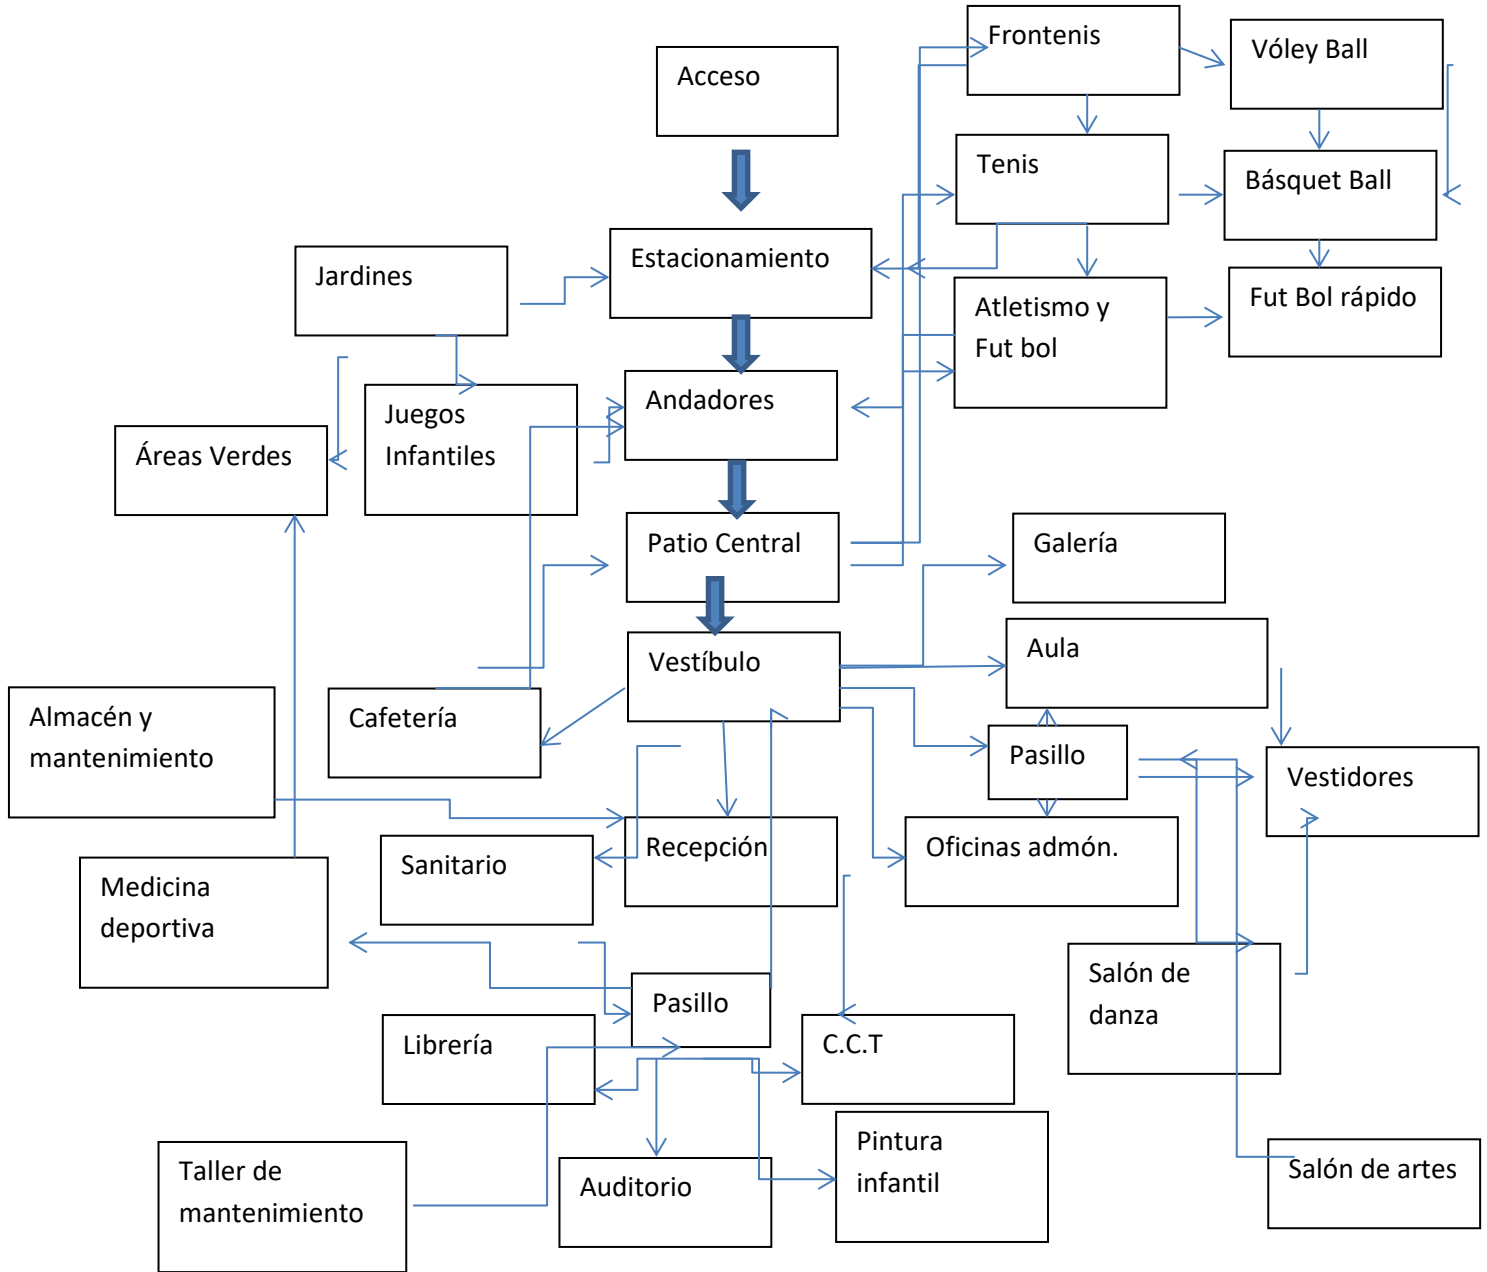 Frontenis
Vóley Ball
Acceso
Tenis
Básquet Ball
Estacionamiento
Jardines
Fut Bol rápido
Atletismo y
Fut bol
Andadores
Juegos
Infantiles
Áreas Verdes
Patio Central
Galería
Vestíbulo
Aula
Almacén y
mantenimiento
Cafetería
Pasillo
Vestidores
Recepción
Oficinas admón.
Sanitario
Medicina
deportiva
Salón de
danza
Pasillo
Librería
C.C.T
Pintura
infantil
Taller de
mantenimiento
Auditorio
Salón de artes